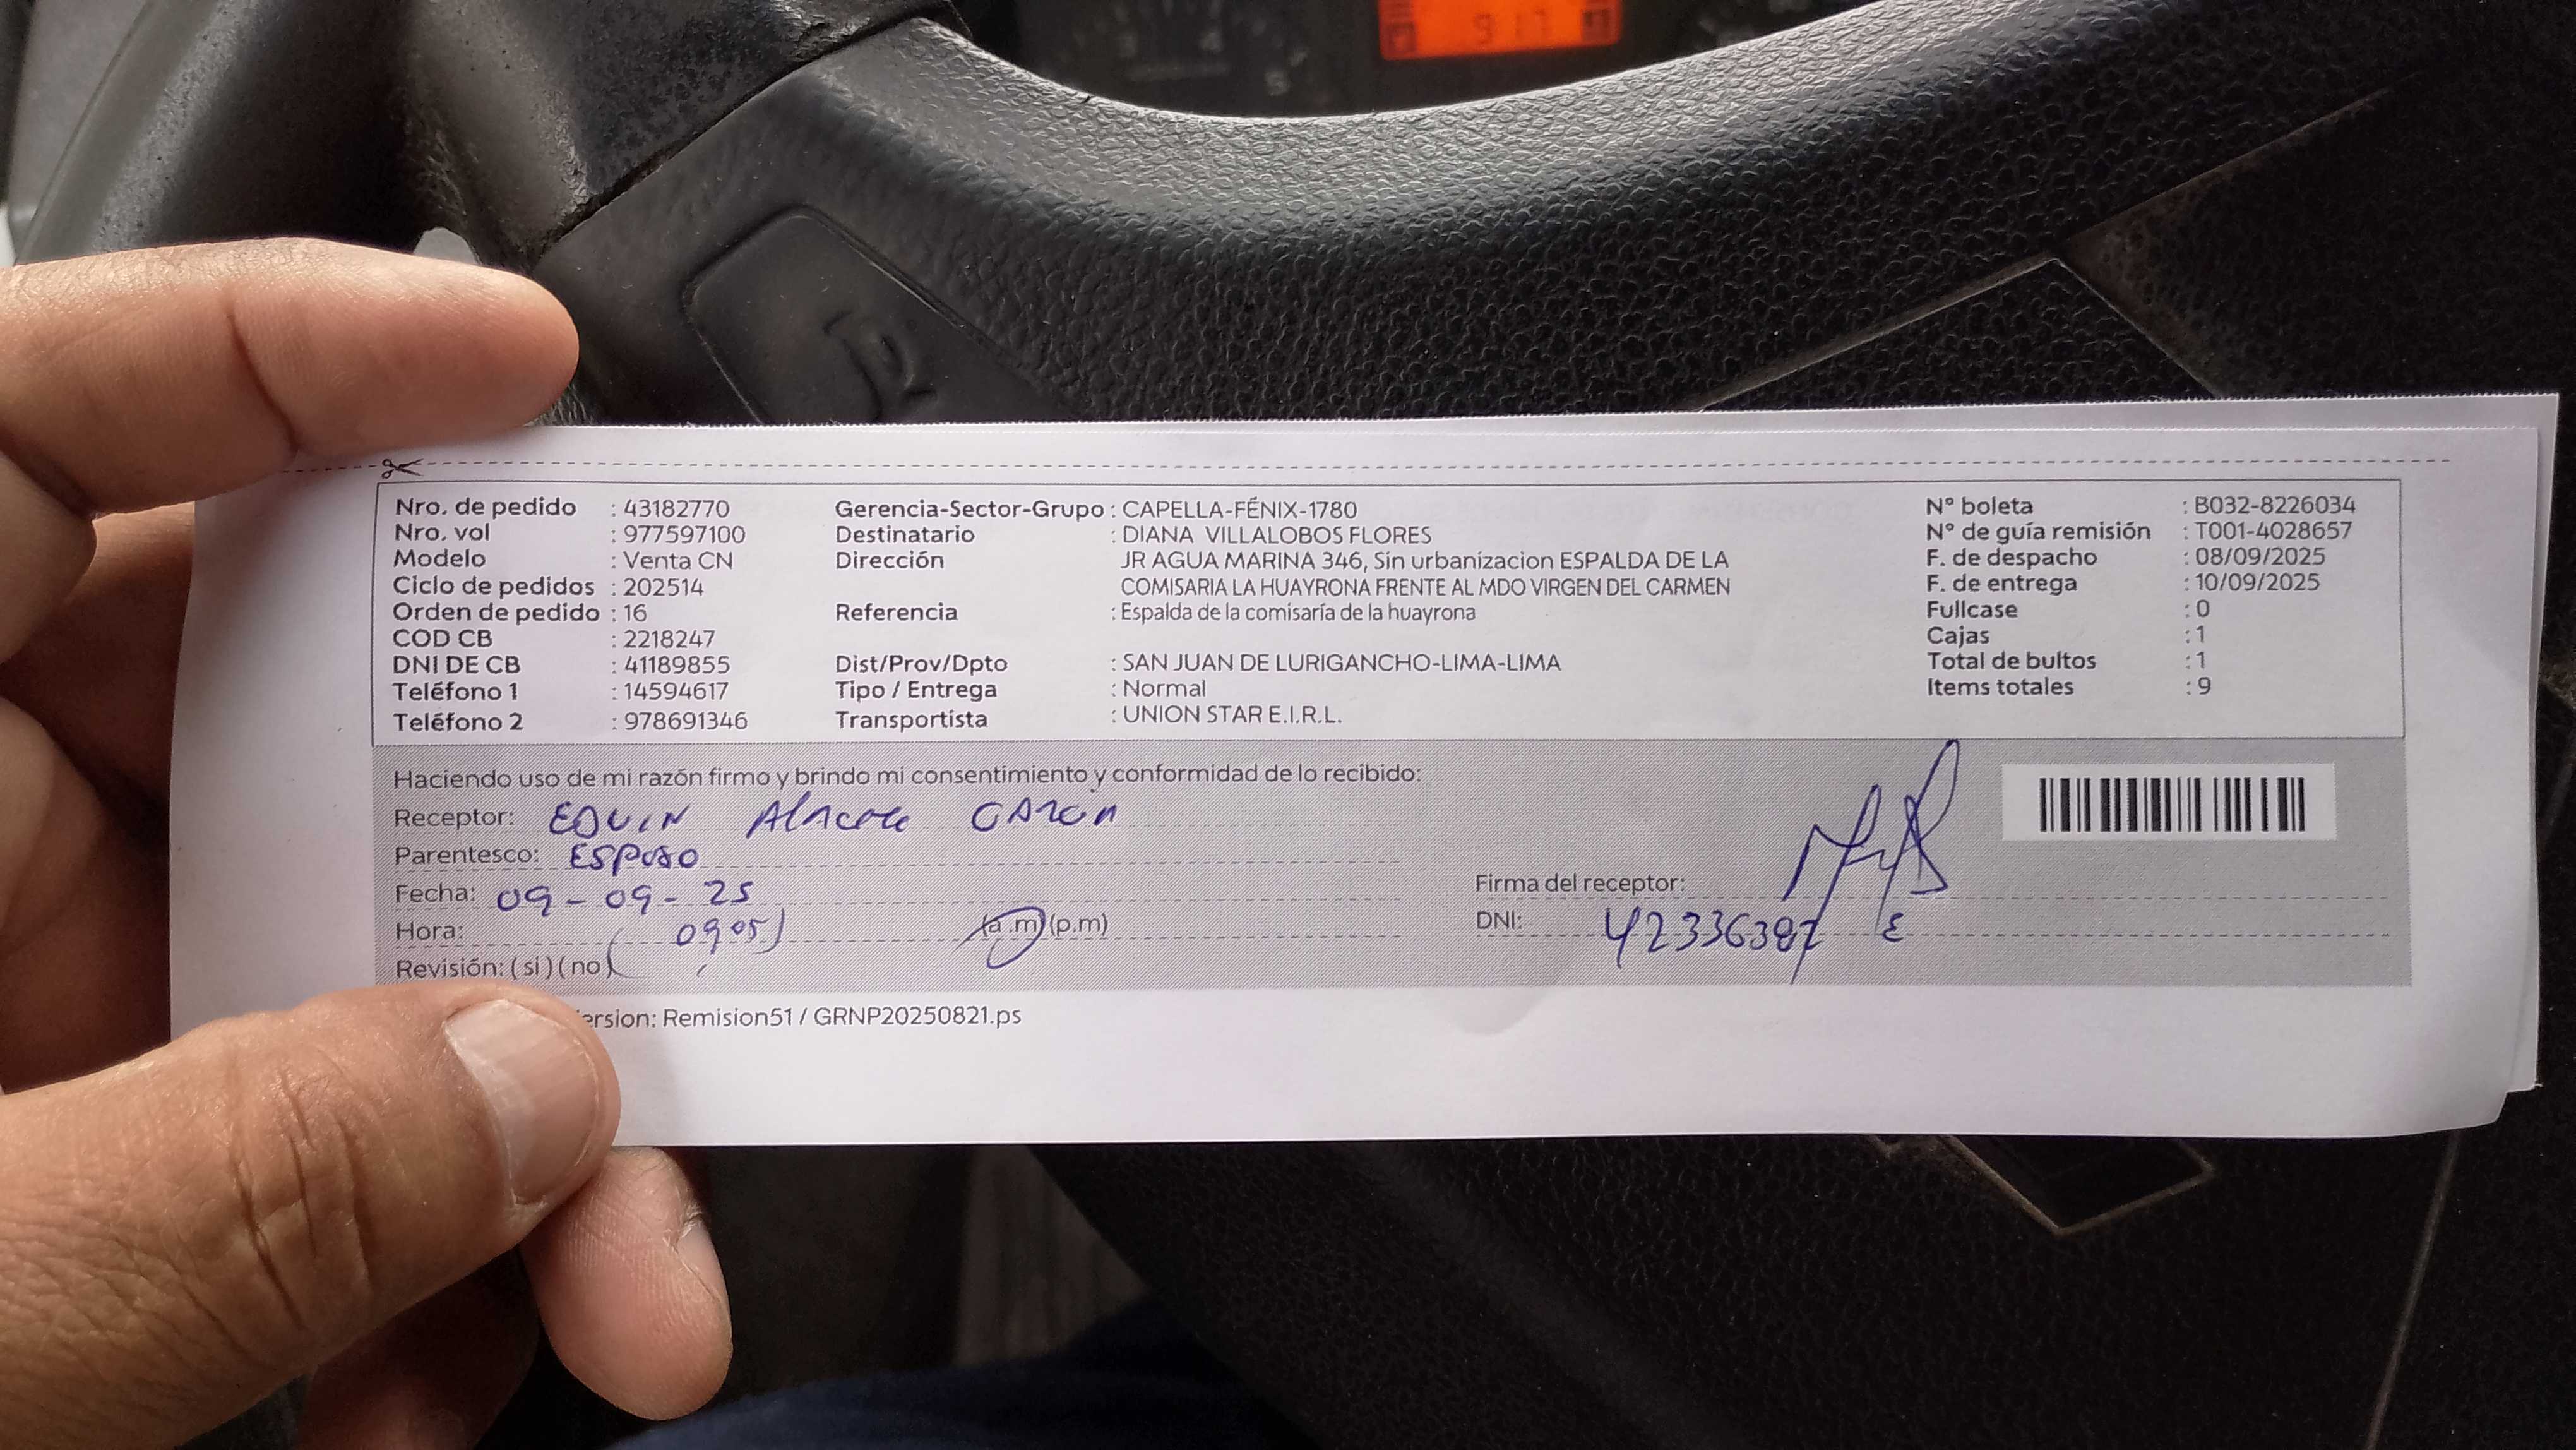 917
3 4 5
Nro. de pedido : 43182770 Gerencia-Sector-Grupo : CAPELLA-FÉNIX-1780 N° boleta : B032-8226034
Nro. vol : 977597100 Destinatario : DIANA VILLALOBOS FLORES N° de guía remisión : T001-4028657
Modelo : Venta CN Dirección JR AGUA MARINA 346, Sin urbanizacion ESPALDA DE LA F. de despacho : 08/09/2025
Ciclo de pedidos : 202514 COMISARIA LA HUAYRONA FRENTE AL MDO VIRGEN DEL CARMEN F. de entrega : 10/09/2025
Orden de pedido : 16 Referencia : Espalda de la comisaría de la huayrona Fullcase : 0
COD CB : 2218247 Cajas : 1
DNI DE CB : 41189855 Dist/Prov/Dpto : SAN JUAN DE LURIGANCHO-LIMA-LIMA Total de bultos : 1
Teléfono 1 : 14594617 Tipo / Entrega : Normal Items totales : 9
Teléfono 2 : 978691346 Transportista : UNION STAR E.I.R.L.
Haciendo uso de mi razón firmo y brindo mi consentimiento y conformidad de lo recibido:
Receptor: EDUIN
Parentesco: ESPOSO
Fecha: 09-09-25 Firma del receptor:
Hora: 0905 (a.m)(p.m) DNI: 42336387
Revisión: (si)(no)
ersion: Remision51 / GRNP20250821.ps